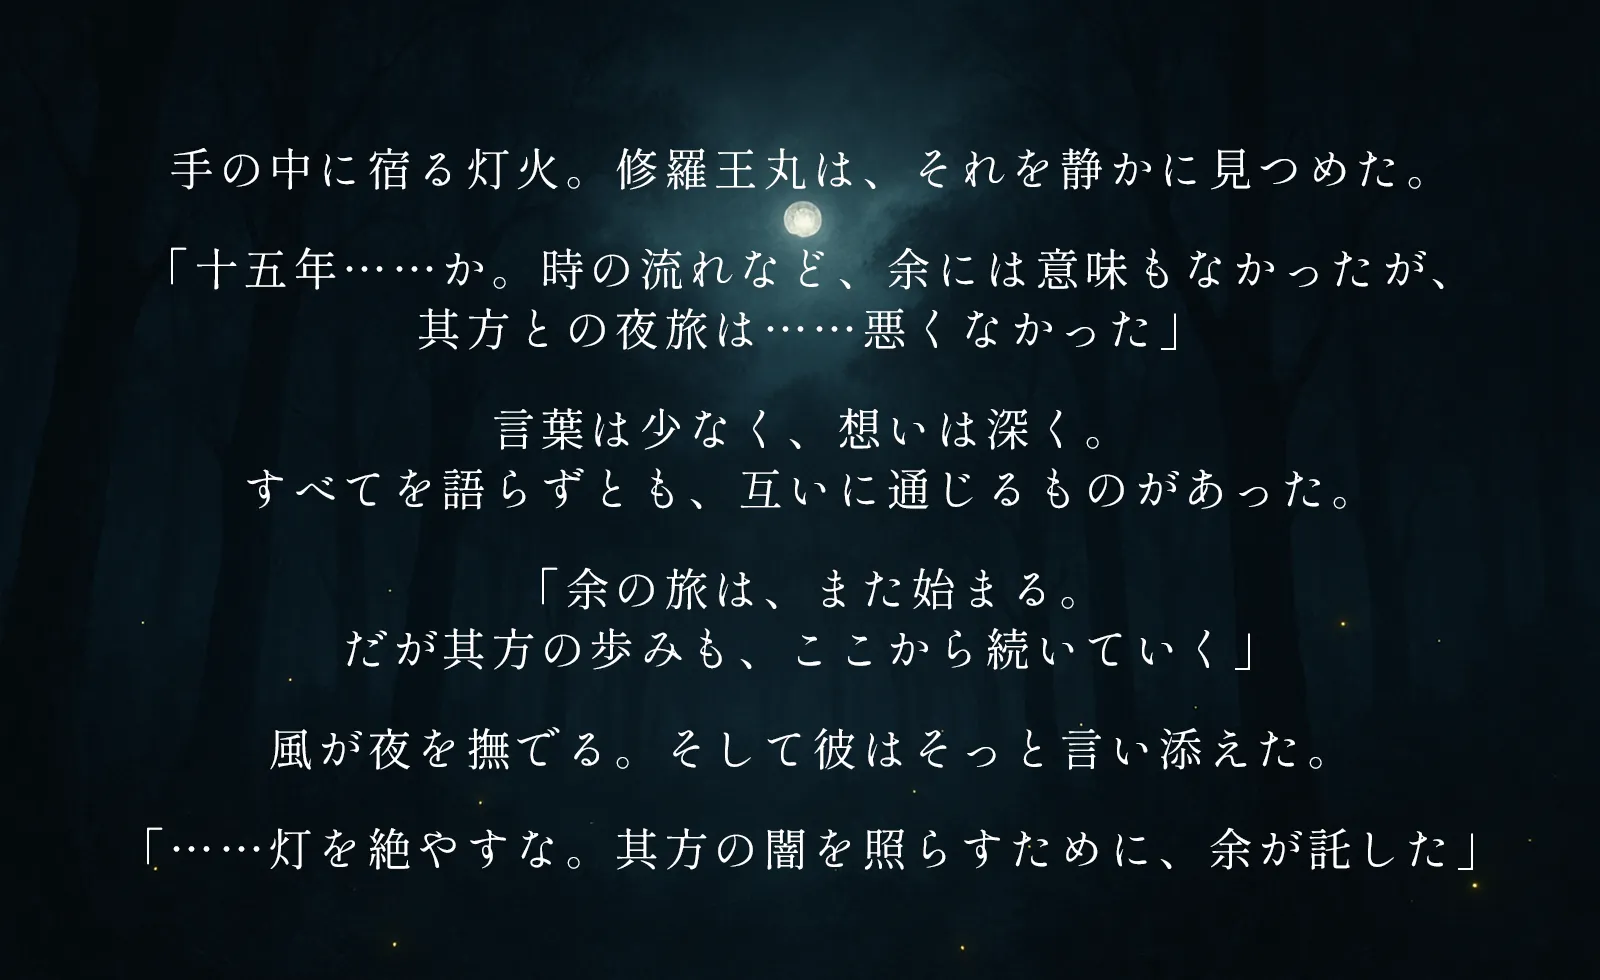 手の中に宿る灯火。修羅王丸は、それを静かに見つめた。
「十五年……か。時の流れなど、余には意味もなかったが、
其方との夜旅は……悪くなかった」
言葉は少なく、想いは深く。
すべてを語らずとも、互いに通じるものがあった。
「余の旅は、また始まる。
だが其方の歩みも、ここから続いていく」
風が夜を撫でる。そして彼はそっと言い添えた。
「……灯を絶やすな。其方の闇を照らすために、余が託した」